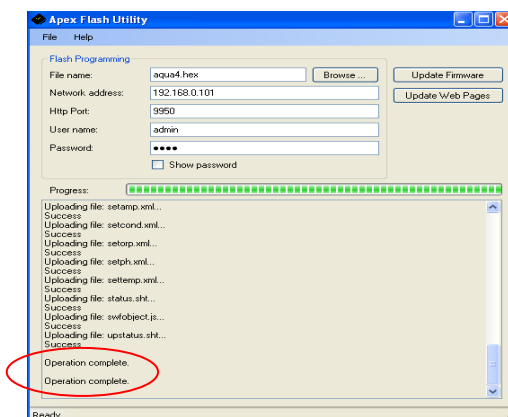 Apex Flash Utility
File Help
Flash Programming
File name: aqua4.hex Browse ... Update Firmware
Network address: 192.168.0.101 Update Web Pages
Http Port: 9950
User name: admin
Password: ●●●●
Show password
Progress:
Uploading file: setamp.xml...
Success
Uploading file: setcond.xml...
Success
Uploading file: setorp.xml...
Success
Uploading file: setph.xml...
Success
Uploading file: settemp.xml...
Success
Uploading file: status.sht...
Success
Uploading file: swfobject.js...
Success
Uploading file: upstatus.sht...
Success
Operation complete.
Operation complete.
Ready